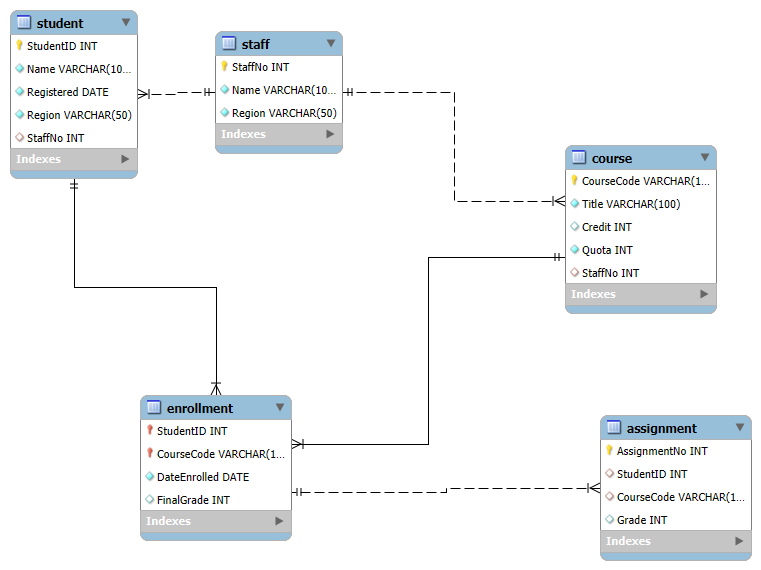 student
StudentID INT
Name VARCHAR(10...
Registered DATE
Region VARCHAR(50)
StaffNo INT
Indexes
staff
StaffNo INT
Name VARCHAR(10...
Region VARCHAR(50)
Indexes
course
CourseCode VARCHAR(1...
Title VARCHAR(100)
Credit INT
Quota INT
StaffNo INT
Indexes
enrollment
StudentID INT
CourseCode VARCHAR(1...
DateEnrolled DATE
FinalGrade INT
Indexes
assignment
AssignmentNo INT
StudentID INT
CourseCode VARCHAR(1...
Grade INT
Indexes